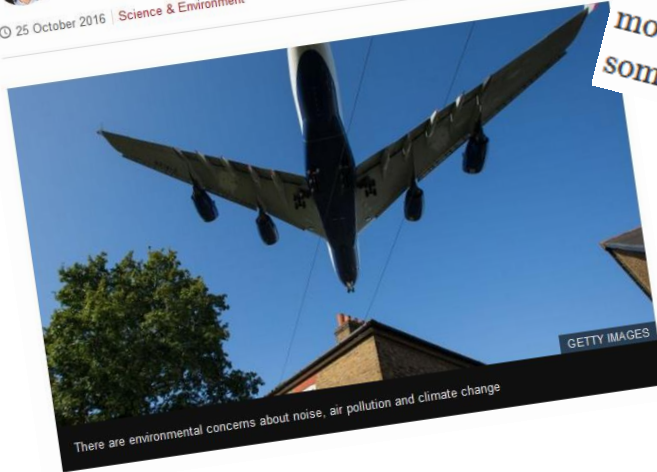 25 October 2016 Science & Environment
mo
som
GETTY IMAGES
There are environmental concerns about noise, air pollution and climate change